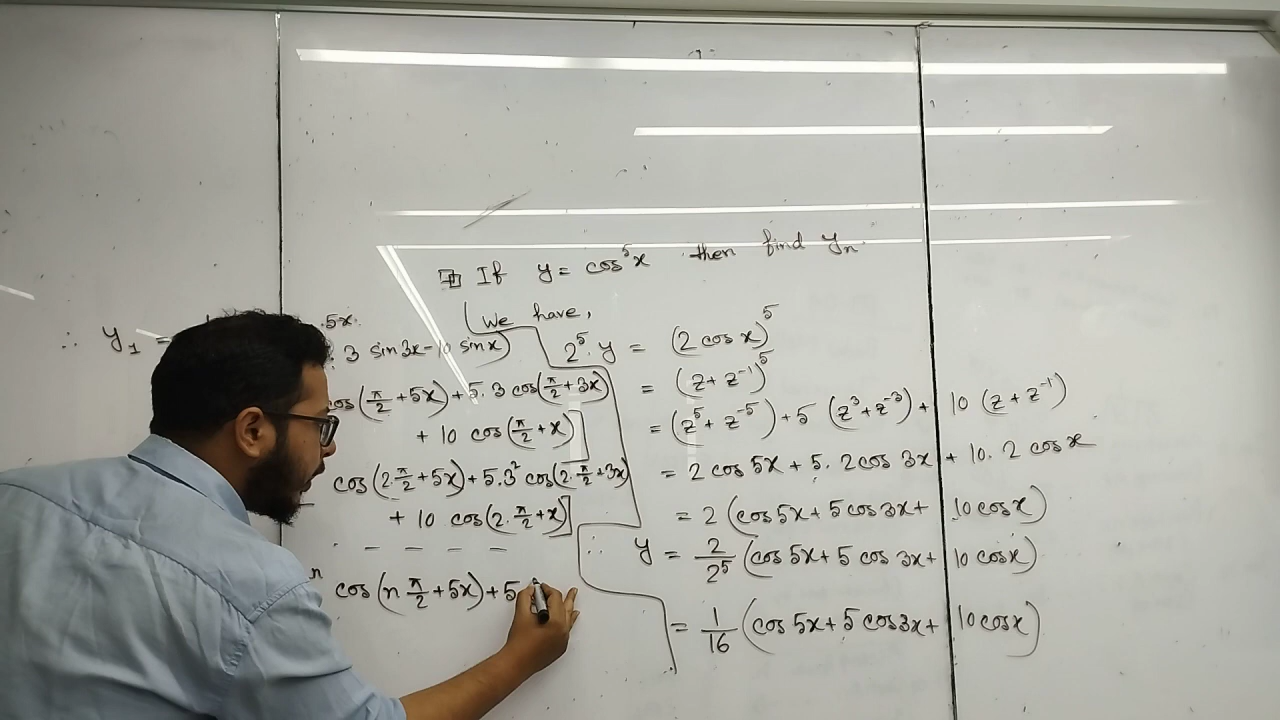 ⊞ If y = cos⁵x then find yₙ.
We have,
2⁵. y = (2 cos x)⁵
= (z + z⁻¹)⁵
= (z⁵ + z⁻⁵) + 5 (z³ + z⁻³) + 10 (z + z⁻¹)
= 2 cos 5x + 5. 2 cos 3x + 10. 2 cos x
= 2 (cos 5x + 5 cos 3x + 10 cos x)
∴ y = 2/2⁵ (cos 5x + 5 cos 3x + 10 cos x)
= 1/16 (cos 5x + 5 cos 3x + 10 cos x)
∴ y₁ = 5x.
3 sin 3x - 10 sin x)
cos(π/2 + 5x) + 5. 3 cos(π/2 + 3x)
+ 10 cos(π/2 + x)]
cos(2. π/2 + 5x) + 5. 3² cos(2. π/2 + 3x)
+ 10 cos(2. π/2 + x)]
- - - - -
ⁿ cos(n π/2 + 5x) + 5